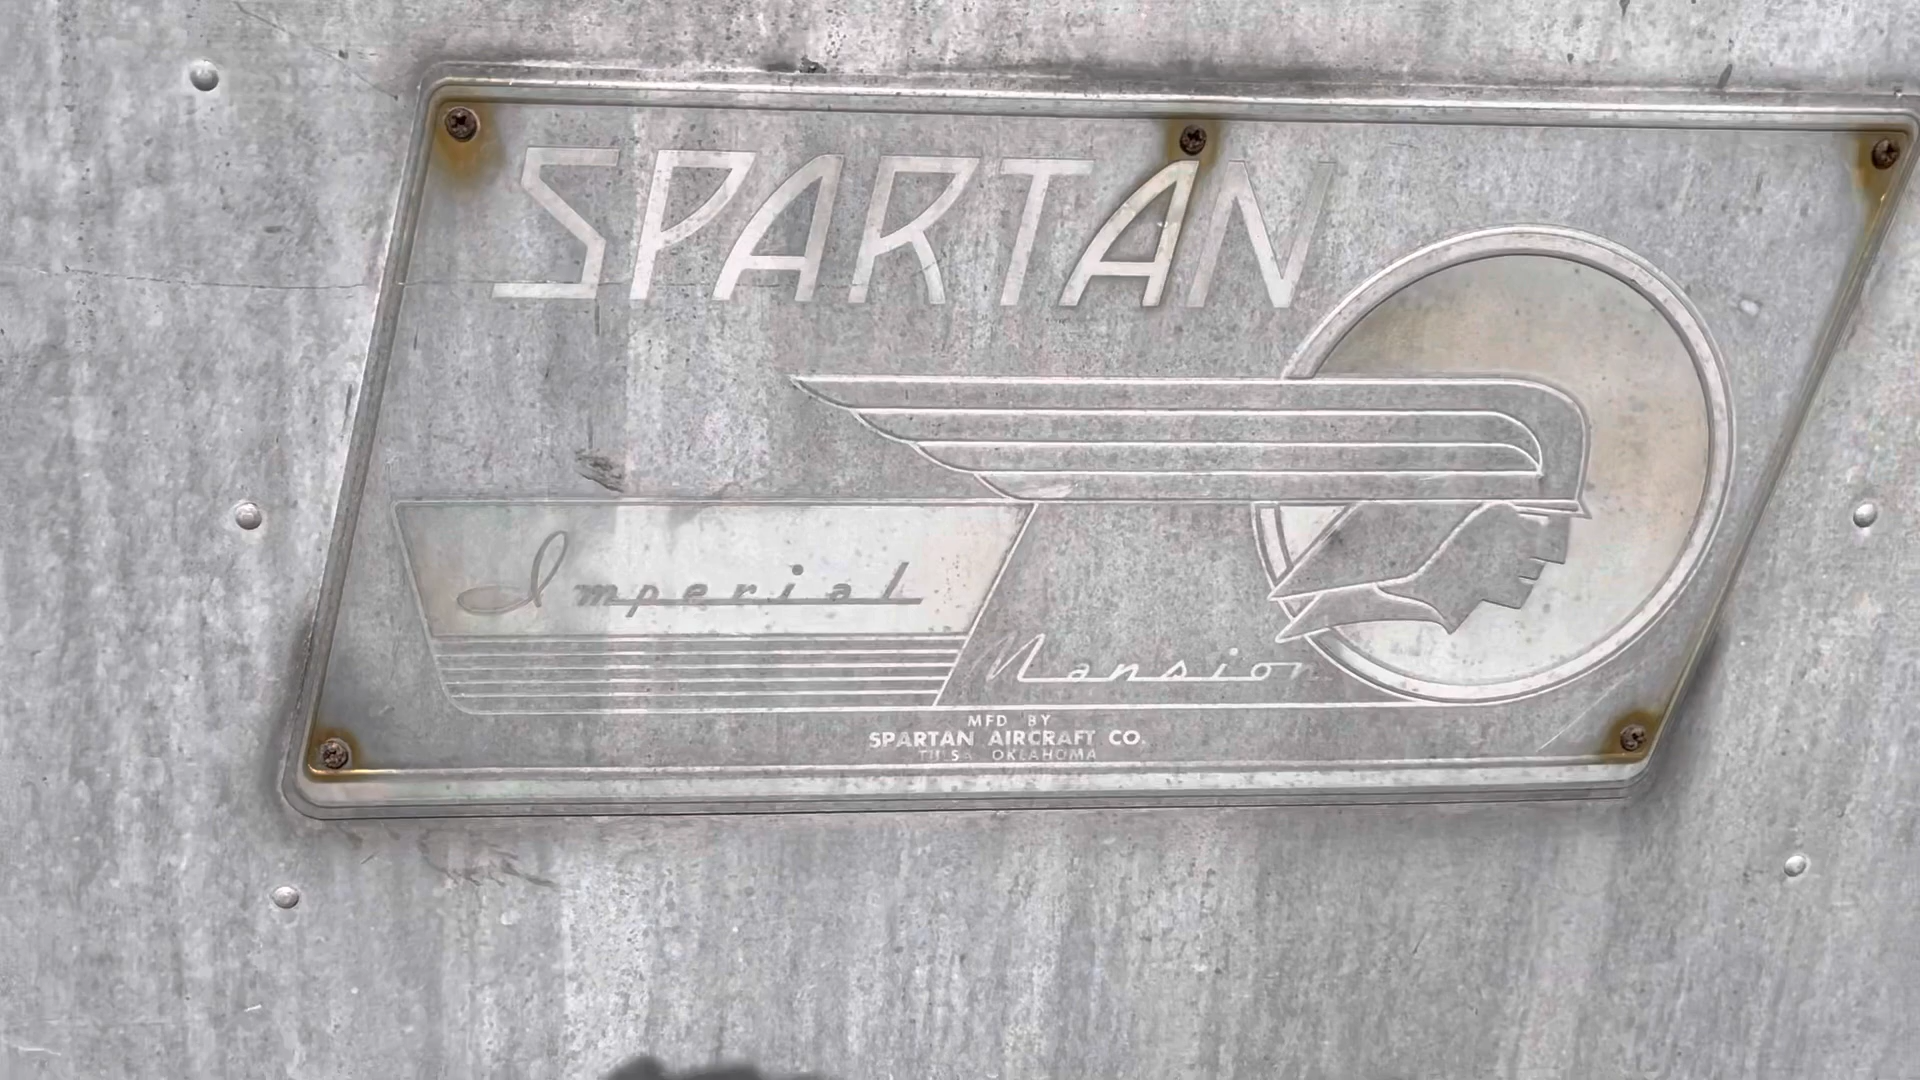 SPARTAN
Imperial
Mansion
MFD BY
SPARTAN AIRCRAFT CO.
TULSA OKLAHOMA